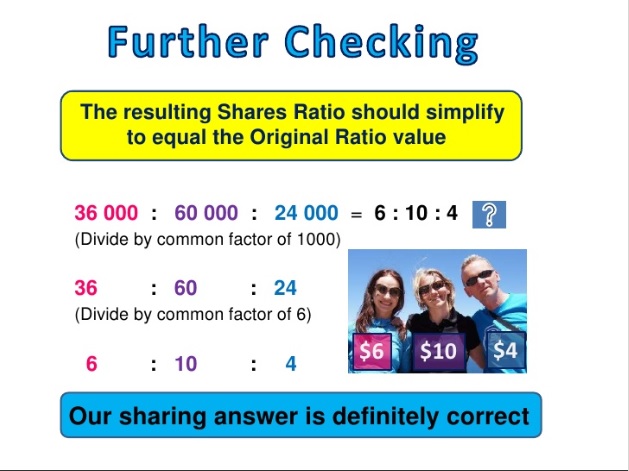 Further Checking
The resulting Shares Ratio should simplify
to equal the Original Ratio value
36 000 : 60 000 : 24 000 = 6 : 10 : 4 ?
(Divide by common factor of 1000)
36 : 60 : 24
(Divide by common factor of 6)
$6 $10 $4
6 : 10 : 4
Our sharing answer is definitely correct